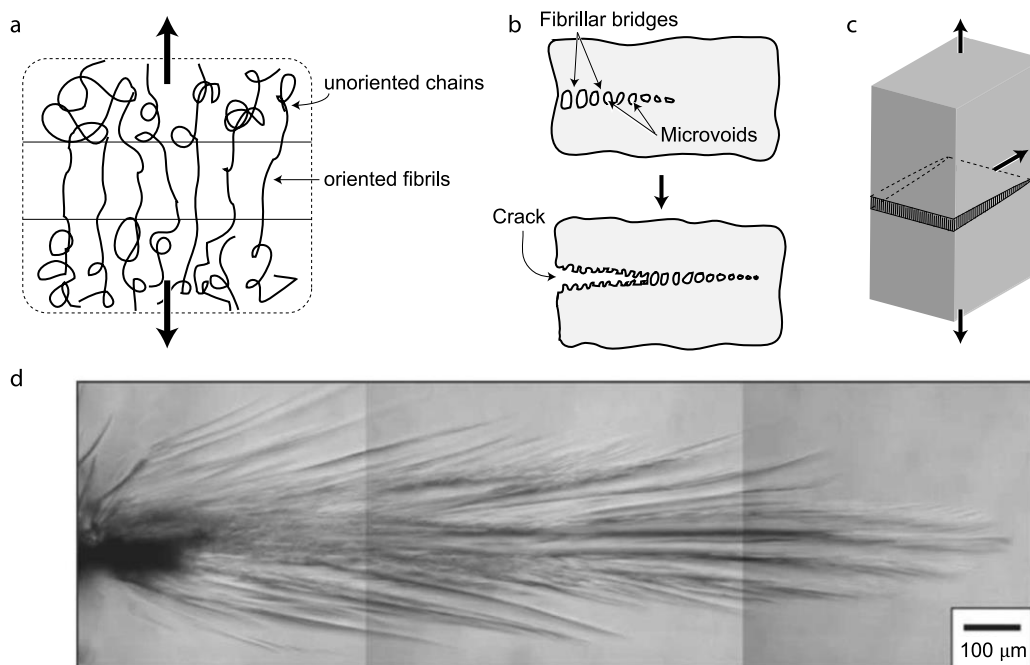 a
unoriented chains
oriented fibrils
b
Fibrillar bridges
Microvoids
Crack
c
d
100 μm